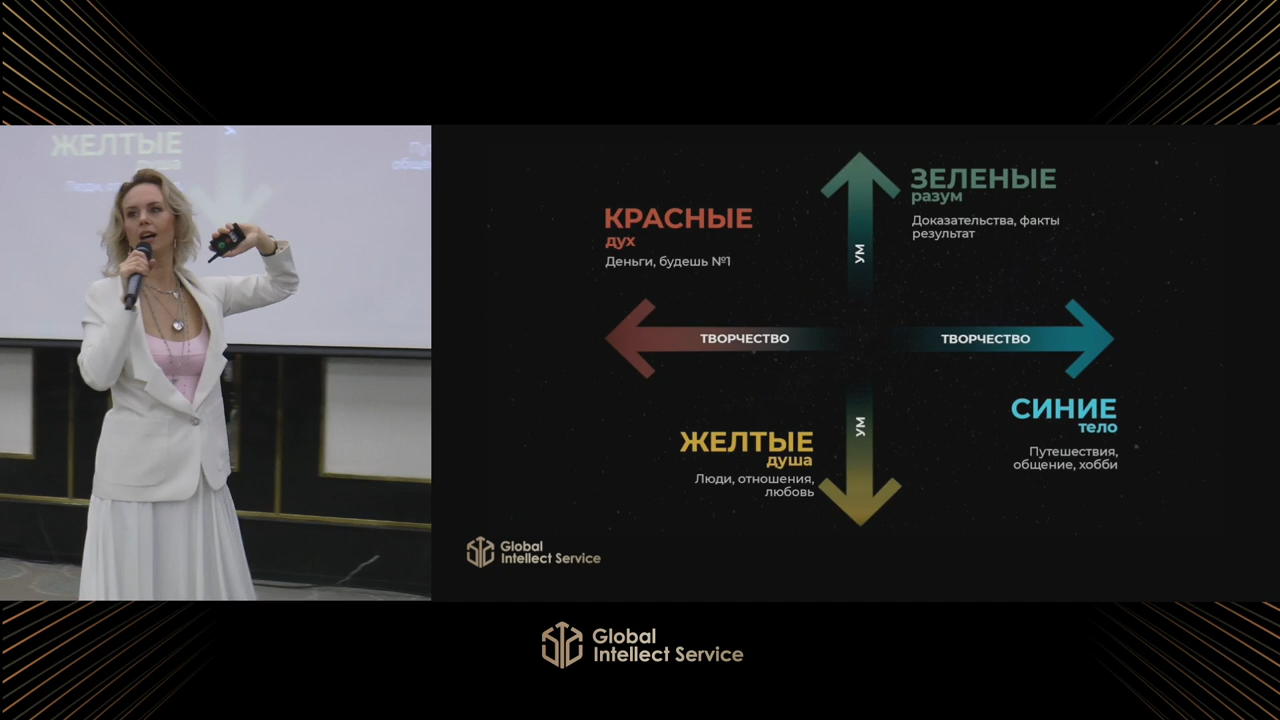 ЖЕЛТЫЕ
душа
КРАСНЫЕ
дух
Деньги, будешь №1
ЗЕЛЕНЫЕ
разум
Доказательства, факты
результат
УМ
ТВОРЧЕСТВО
ТВОРЧЕСТВО
УМ
СИНИЕ
тело
Путешествия,
общение, хобби
ЖЕЛТЫЕ
душа
Люди, отношения,
любовь
Global
Intellect Service
Global
Intellect Service